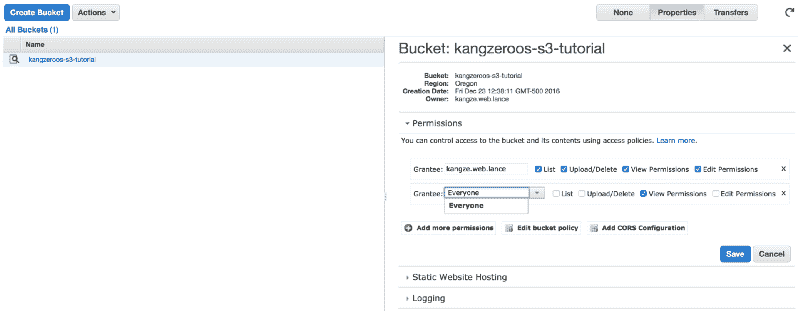 Create Bucket Actions None Properties Transfers
All Buckets (1)
Name
kangzeroos-s3-tutorial
Bucket: kangzeroos-s3-tutorial
Bucket: kangzeroos-s3-tutorial
Region: Oregon
Creation Date: Fri Dec 23 12:38:11 GMT-500 2016
Owner: kangze.web.lance
Permissions
You can control access to the bucket and its contents using access policies. Learn more.
Grantee: kangze.web.lance List Upload/Delete View Permissions Edit Permissions x
Grantee: Everyone List Upload/Delete View Permissions Edit Permissions x
Everyone
Add more permissions Edit bucket policy Add CORS Configuration
Save Cancel
Static Website Hosting
Logging